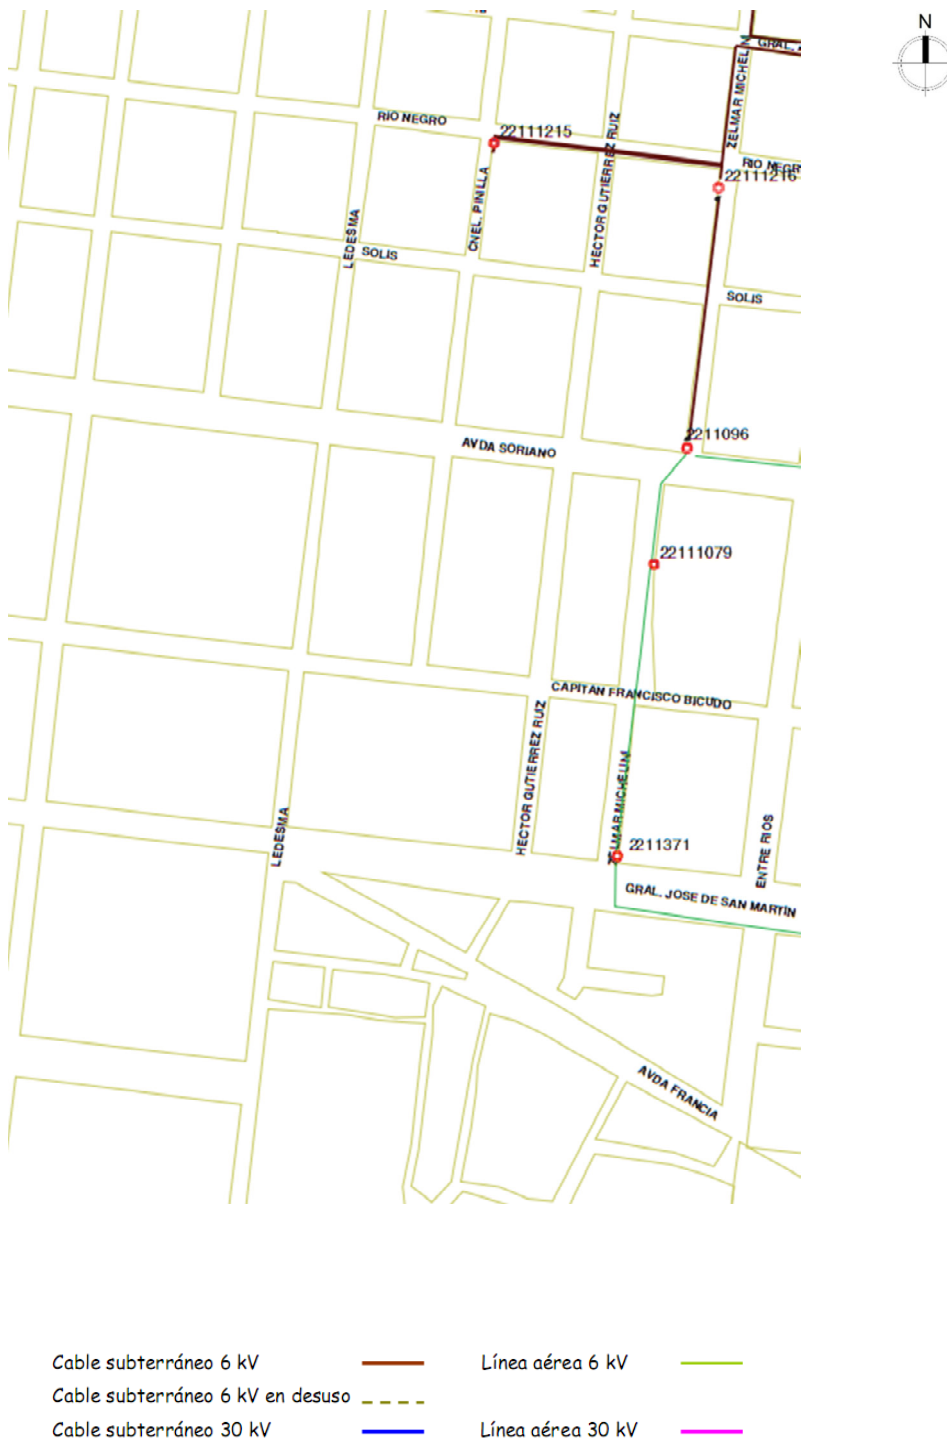 N
GRAL.
ZELMAR MICHELINI
RIO NEGRO
22111215
HECTOR GUTIERREZ RUIZ
RIO NEGR
22111216
CNEL. PINILLA
LEDESMA
SOLIS
SOLIS
2211096
AVDA SORIANO
22111079
CAPITAN FRANCISCO BICUDO
HECTOR GUTIERREZ RUIZ
ZELMAR MICHELINI
LEDESMA
ENTRE RIOS
2211371
GRAL. JOSE DE SAN MARTIN
AVDA FRANCIA
Cable subterráneo 6 kV
Línea aérea 6 kV
Cable subterráneo 6 kV en desuso
Cable subterráneo 30 kV
Línea aérea 30 kV